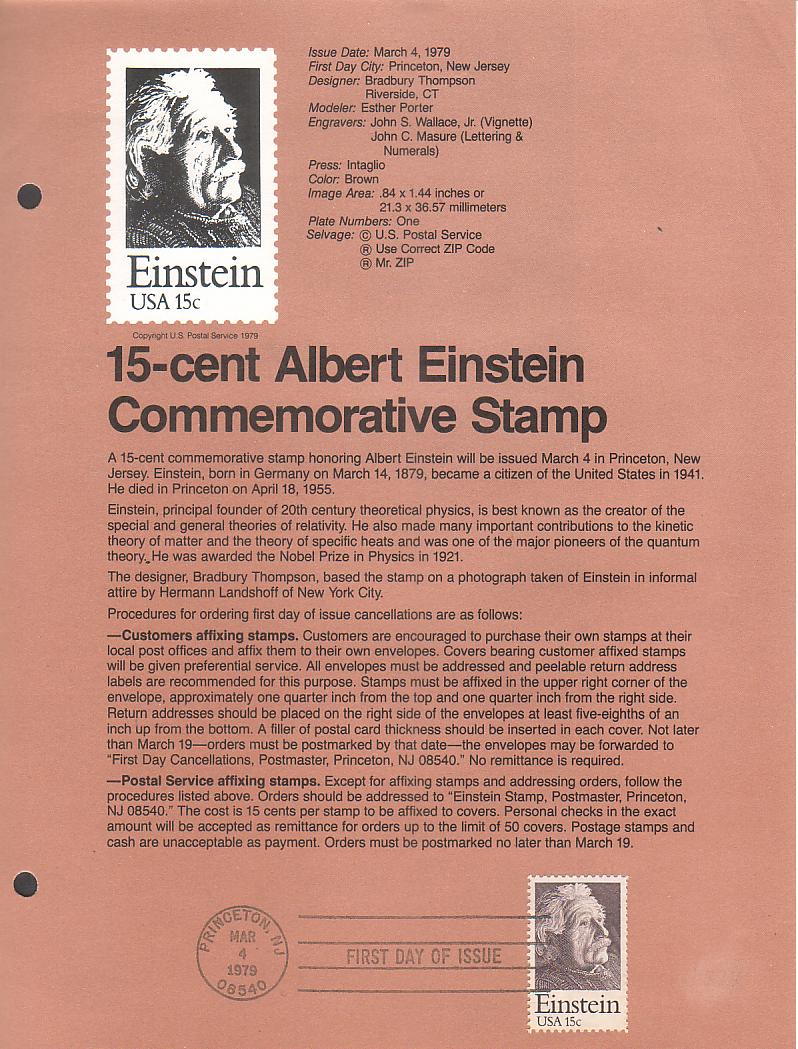 Einstein
USA 15c
Copyright U.S. Postal Service 1979
Issue Date: March 4, 1979
First Day City: Princeton, New Jersey
Designer: Bradbury Thompson
Riverside, CT
Modeler: Esther Porter
Engravers: John S. Wallace, Jr. (Vignette)
John C. Masure (Lettering &
Numerals)
Press: Intaglio
Color: Brown
Image Area: .84 x 1.44 inches or
21.3 x 36.57 millimeters
Plate Numbers: One
Selvage: © U.S. Postal Service
® Use Correct ZIP Code
® Mr. ZIP
15-cent Albert Einstein
Commemorative Stamp
A 15-cent commemorative stamp honoring Albert Einstein will be issued March 4 in Princeton, New
Jersey. Einstein, born in Germany on March 14, 1879, became a citizen of the United States in 1941.
He died in Princeton on April 18, 1955.
Einstein, principal founder of 20th century theoretical physics, is best known as the creator of the
special and general theories of relativity. He also made many important contributions to the kinetic
theory of matter and the theory of specific heats and was one of the major pioneers of the quantum
theory. He was awarded the Nobel Prize in Physics in 1921.
The designer, Bradbury Thompson, based the stamp on a photograph taken of Einstein in informal
attire by Hermann Landshoff of New York City.
Procedures for ordering first day of issue cancellations are as follows:
—Customers affixing stamps. Customers are encouraged to purchase their own stamps at their
local post offices and affix them to their own envelopes. Covers bearing customer affixed stamps
will be given preferential service. All envelopes must be addressed and peelable return address
labels are recommended for this purpose. Stamps must be affixed in the upper right corner of the
envelope, approximately one quarter inch from the top and one quarter inch from the right side.
Return addresses should be placed on the right side of the envelopes at least five-eighths of an
inch up from the bottom. A filler of postal card thickness should be inserted in each cover. Not later
than March 19—orders must be postmarked by that date—the envelopes may be forwarded to
“First Day Cancellations, Postmaster, Princeton, NJ 08540.” No remittance is required.
—Postal Service affixing stamps. Except for affixing stamps and addressing orders, follow the
procedures listed above. Orders should be addressed to “Einstein Stamp, Postmaster, Princeton,
NJ 08540.” The cost is 15 cents per stamp to be affixed to covers. Personal checks in the exact
amount will be accepted as remittance for orders up to the limit of 50 covers. Postage stamps and
cash are unacceptable as payment. Orders must be postmarked no later than March 19.
PRINCETON, NJ
MAR
4
1979
08540
FIRST DAY OF ISSUE
Einstein
USA 15c